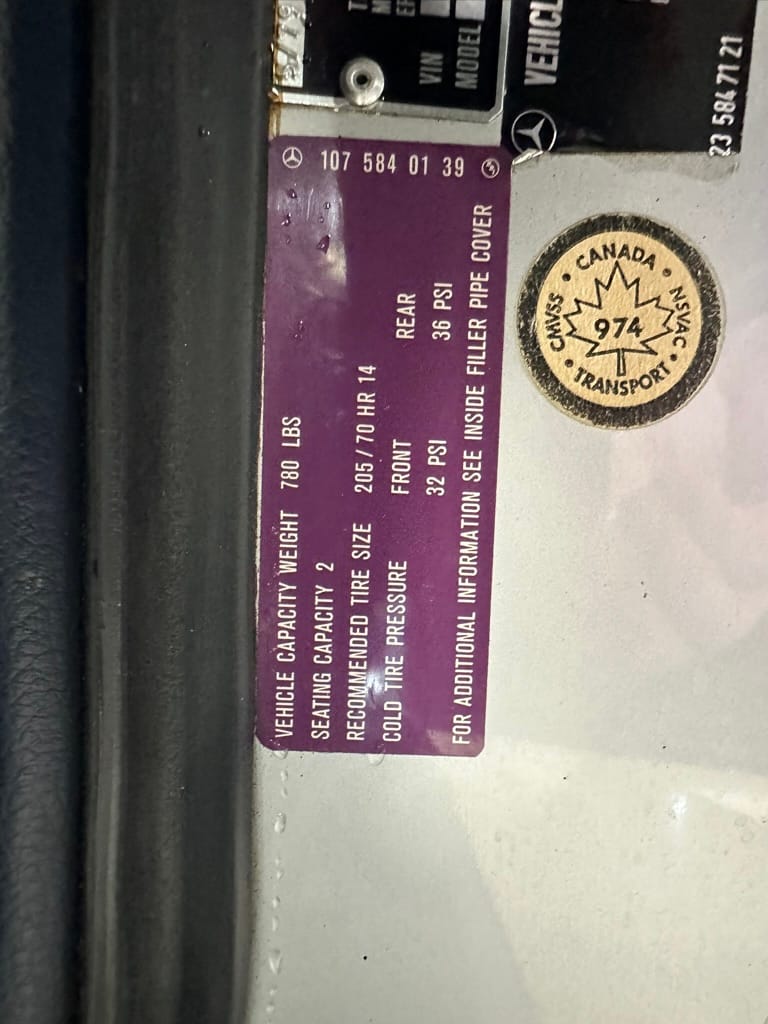 107 584 01 39
VEHICLE CAPACITY WEIGHT 780 LBS
SEATING CAPACITY 2
RECOMMENDED TIRE SIZE 205/70 HR 14
COLD TIRE PRESSURE FRONT REAR
32 PSI 36 PSI
FOR ADDITIONAL INFORMATION SEE INSIDE FILLER PIPE COVER
VIN
MODEL
23 584 71 21
CANADA
CMVSS
NSVAC
974
TRANSPORT